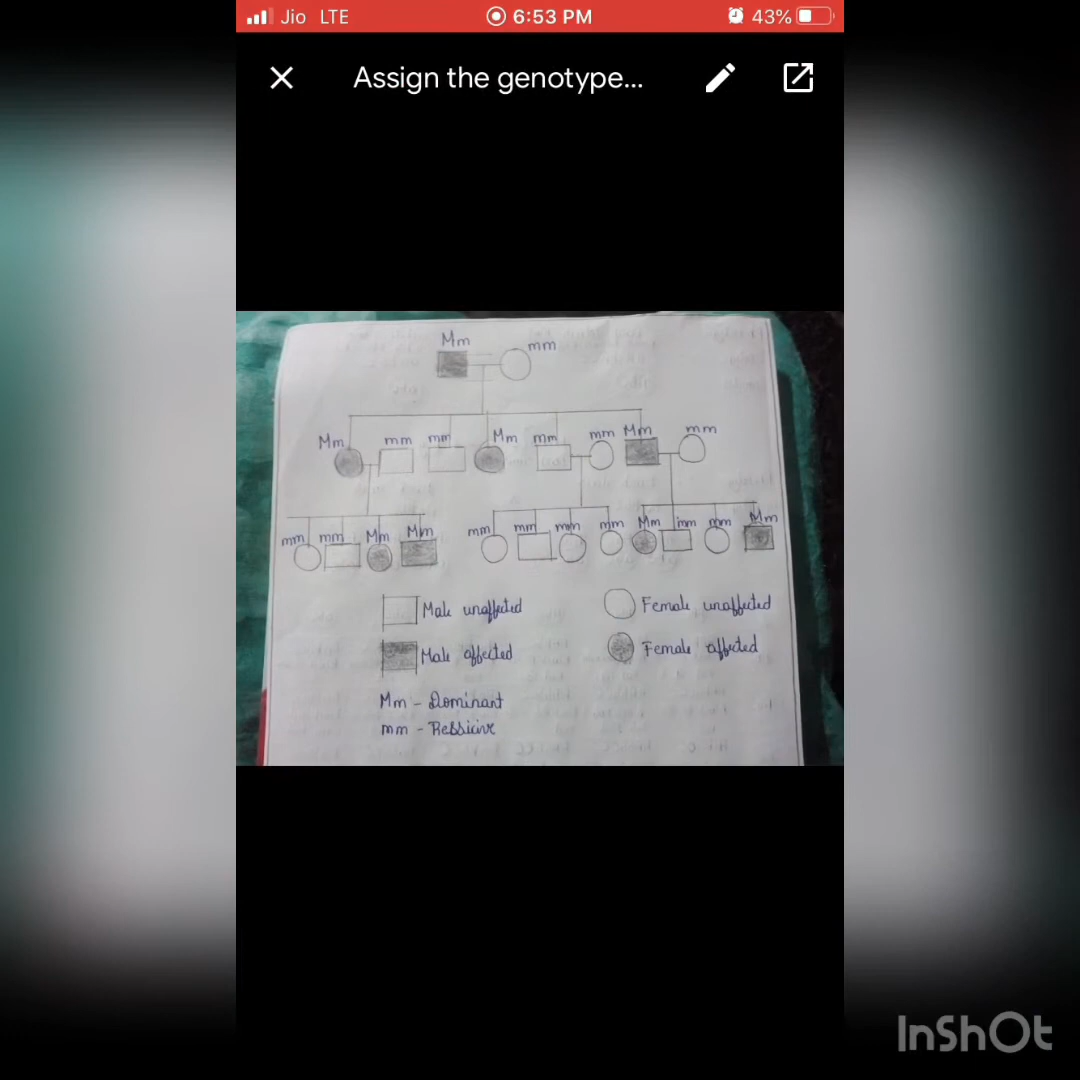 Jio LTE 6:53 PM 43%
Assign the genotype...
Mm mm
Mm mm mm Mm mm mm Mm mm
mm mm Mm Mm mm mm mm mm Mm mm mm Mm
Male unaffected Female unaffected
Male affected Female affected
Mm - Dominant
mm - Ressicive
InShOt